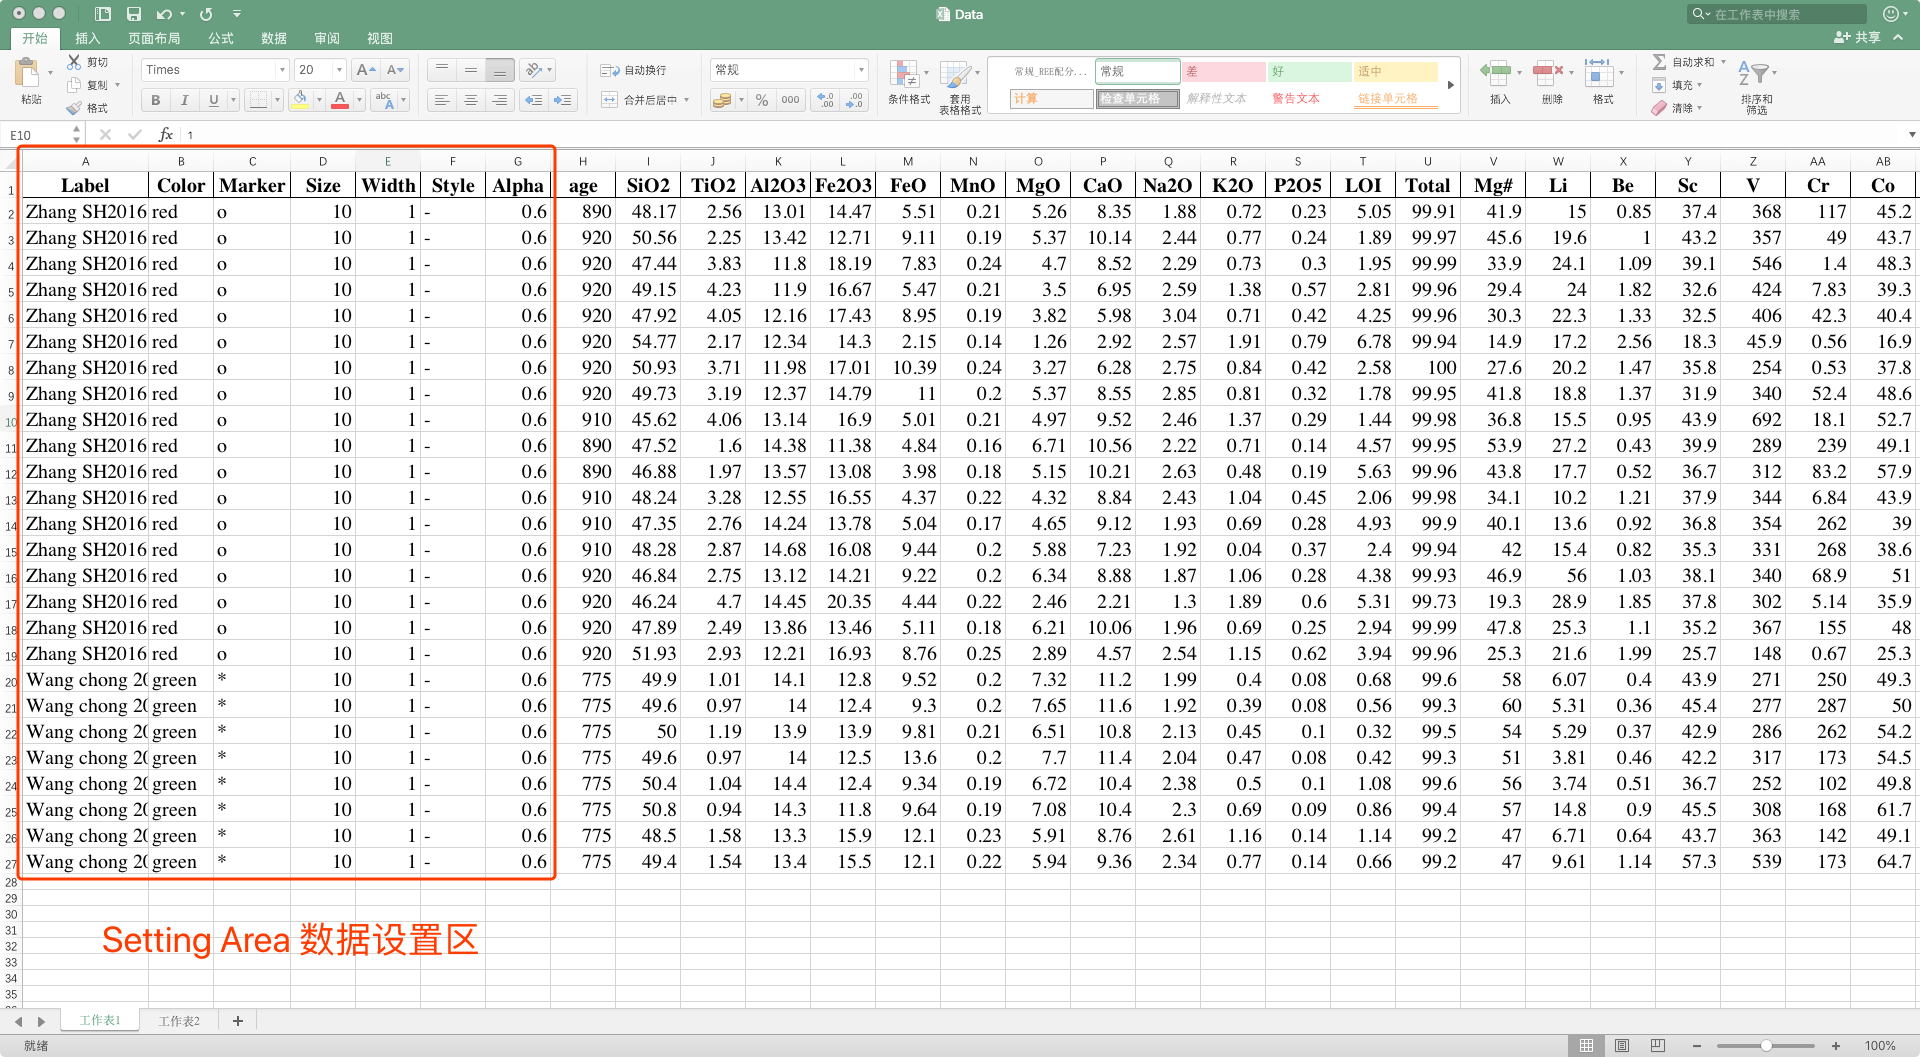 Data
在工作表中搜索
开始 插入 页面布局 公式 数据 审阅 视图
共享
粘贴 剪切 复制 格式
Times 20
B I U
自动换行
合并后居中
常规
% 000
条件格式 套用表格格式
常规_REE配分... 常规 差 好 适中
计算 检查单元格 解释性文本 警告文本 链接单元格
插入 删除 格式
自动求和
填充
清除
排序和筛选
E10 fx 1
A B C D E F G H I J K L M N O P Q R S T U V W X Y Z AA AB
1 Label Color Marker Size Width Style Alpha age SiO2 TiO2 Al2O3 Fe2O3 FeO MnO MgO CaO Na2O K2O P2O5 LOI Total Mg# Li Be Sc V Cr Co
2 Zhang SH2016 red o 10 1 - 0.6 890 48.17 2.56 13.01 14.47 5.51 0.21 5.26 8.35 1.88 0.72 0.23 5.05 99.91 41.9 15 0.85 37.4 368 117 45.2
3 Zhang SH2016 red o 10 1 - 0.6 920 50.56 2.25 13.42 12.71 9.11 0.19 5.37 10.14 2.44 0.77 0.24 1.89 99.97 45.6 19.6 1 43.2 357 49 43.7
4 Zhang SH2016 red o 10 1 - 0.6 920 47.44 3.83 11.8 18.19 7.83 0.24 4.7 8.52 2.29 0.73 0.3 1.95 99.99 33.9 24.1 1.09 39.1 546 1.4 48.3
5 Zhang SH2016 red o 10 1 - 0.6 920 49.15 4.23 11.9 16.67 5.47 0.21 3.5 6.95 2.59 1.38 0.57 2.81 99.96 29.4 24 1.82 32.6 424 7.83 39.3
6 Zhang SH2016 red o 10 1 - 0.6 920 47.92 4.05 12.16 17.43 8.95 0.19 3.82 5.98 3.04 0.71 0.42 4.25 99.96 30.3 22.3 1.33 32.5 406 42.3 40.4
7 Zhang SH2016 red o 10 1 - 0.6 920 54.77 2.17 12.34 14.3 2.15 0.14 1.26 2.92 2.57 1.91 0.79 6.78 99.94 14.9 17.2 2.56 18.3 45.9 0.56 16.9
8 Zhang SH2016 red o 10 1 - 0.6 920 50.93 3.71 11.98 17.01 10.39 0.24 3.27 6.28 2.75 0.84 0.42 2.58 100 27.6 20.2 1.47 35.8 254 0.53 37.8
9 Zhang SH2016 red o 10 1 - 0.6 920 49.73 3.19 12.37 14.79 11 0.2 5.37 8.55 2.85 0.81 0.32 1.78 99.95 41.8 18.8 1.37 31.9 340 52.4 48.6
10 Zhang SH2016 red o 10 1 - 0.6 910 45.62 4.06 13.14 16.9 5.01 0.21 4.97 9.52 2.46 1.37 0.29 1.44 99.98 36.8 15.5 0.95 43.9 692 18.1 52.7
11 Zhang SH2016 red o 10 1 - 0.6 890 47.52 1.6 14.38 11.38 4.84 0.16 6.71 10.56 2.22 0.71 0.14 4.57 99.95 53.9 27.2 0.43 39.9 289 239 49.1
12 Zhang SH2016 red o 10 1 - 0.6 890 46.88 1.97 13.57 13.08 3.98 0.18 5.15 10.21 2.63 0.48 0.19 5.63 99.96 43.8 17.7 0.52 36.7 312 83.2 57.9
13 Zhang SH2016 red o 10 1 - 0.6 910 48.24 3.28 12.55 16.55 4.37 0.22 4.32 8.84 2.43 1.04 0.45 2.06 99.98 34.1 10.2 1.21 37.9 344 6.84 43.9
14 Zhang SH2016 red o 10 1 - 0.6 910 47.35 2.76 14.24 13.78 5.04 0.17 4.65 9.12 1.93 0.69 0.28 4.93 99.9 40.1 13.6 0.92 36.8 354 262 39
15 Zhang SH2016 red o 10 1 - 0.6 910 48.28 2.87 14.68 16.08 9.44 0.2 5.88 7.23 1.92 0.04 0.37 2.4 99.94 42 15.4 0.82 35.3 331 268 38.6
16 Zhang SH2016 red o 10 1 - 0.6 920 46.84 2.75 13.12 14.21 9.22 0.2 6.34 8.88 1.87 1.06 0.28 4.38 99.93 46.9 56 1.03 38.1 340 68.9 51
17 Zhang SH2016 red o 10 1 - 0.6 920 46.24 4.7 14.45 20.35 4.44 0.22 2.46 2.21 1.3 1.89 0.6 5.31 99.73 19.3 28.9 1.85 37.8 302 5.14 35.9
18 Zhang SH2016 red o 10 1 - 0.6 920 47.89 2.49 13.86 13.46 5.11 0.18 6.21 10.06 1.96 0.69 0.25 2.94 99.99 47.8 25.3 1.1 35.2 367 155 48
19 Zhang SH2016 red o 10 1 - 0.6 920 51.93 2.93 12.21 16.93 8.76 0.25 2.89 4.57 2.54 1.15 0.62 3.94 99.96 25.3 21.6 1.99 25.7 148 0.67 25.3
20 Wang chong 20 green * 10 1 - 0.6 775 49.9 1.01 14.1 12.8 9.52 0.2 7.32 11.2 1.99 0.4 0.08 0.68 99.6 58 6.07 0.4 43.9 271 250 49.3
21 Wang chong 20 green * 10 1 - 0.6 775 49.6 0.97 14 12.4 9.3 0.2 7.65 11.6 1.92 0.39 0.08 0.56 99.3 60 5.31 0.36 45.4 277 287 50
22 Wang chong 20 green * 10 1 - 0.6 775 50 1.19 13.9 13.9 9.81 0.21 6.51 10.8 2.13 0.45 0.1 0.32 99.5 54 5.29 0.37 42.9 286 262 54.2
23 Wang chong 20 green * 10 1 - 0.6 775 49.6 0.97 14 12.5 13.6 0.2 7.7 11.4 2.04 0.47 0.08 0.42 99.3 51 3.81 0.46 42.2 317 173 54.5
24 Wang chong 20 green * 10 1 - 0.6 775 50.4 1.04 14.4 12.4 9.34 0.19 6.72 10.4 2.38 0.5 0.1 1.08 99.6 56 3.74 0.51 36.7 252 102 49.8
25 Wang chong 20 green * 10 1 - 0.6 775 50.8 0.94 14.3 11.8 9.64 0.19 7.08 10.4 2.3 0.69 0.09 0.86 99.4 57 14.8 0.9 45.5 308 168 61.7
26 Wang chong 20 green * 10 1 - 0.6 775 48.5 1.58 13.3 15.9 12.1 0.23 5.91 8.76 2.61 1.16 0.14 1.14 99.2 47 6.71 0.64 43.7 363 142 49.1
27 Wang chong 20 green * 10 1 - 0.6 775 49.4 1.54 13.4 15.5 12.1 0.22 5.94 9.36 2.34 0.77 0.14 0.66 99.2 47 9.61 1.14 57.3 539 173 64.7
28
29
30
31
32
33
34
35
Setting Area 数据设置区
工作表1 工作表2 +
就绪
100%